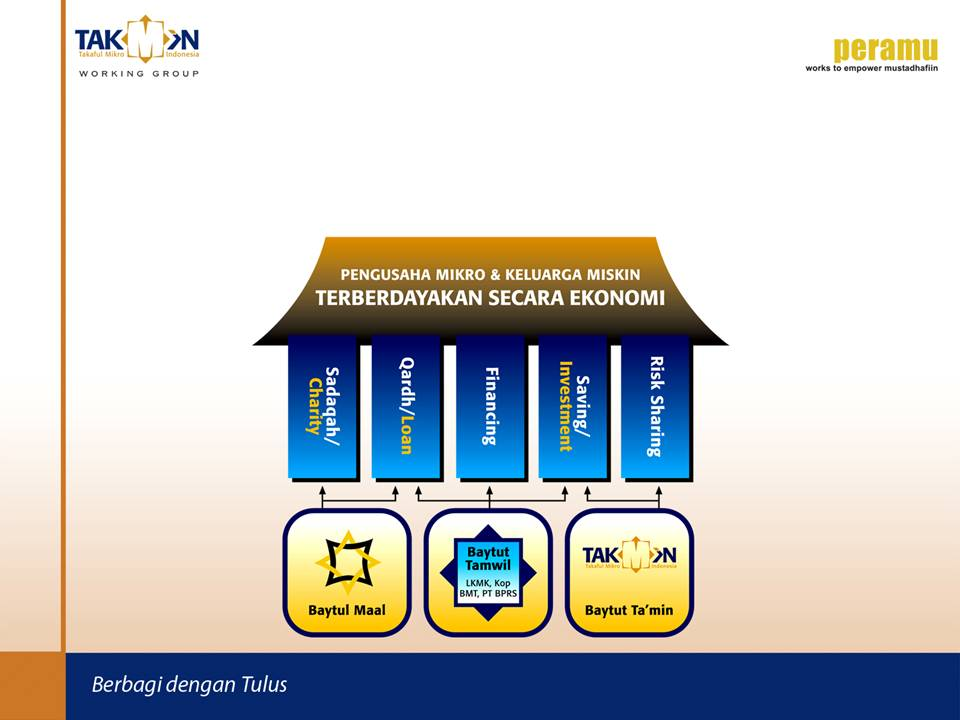 TAKMIN
Takaful Mikro Indonesia
WORKING GROUP
peramu
works to empower mustadhafiin
PENGUSAHA MIKRO & KELUARGA MISKIN
TERBERDAYAKAN SECARA EKONOMI
Sadaqah/
Charity
Qardh/Loan
Financing
Saving/
Investment
Risk Sharing
Baytul Maal
Baytut
Tamwil
LKMK, Kop
BMT, PT BPRS
TAKMIN
Takaful Mikro Indonesia
Baytut Ta'min
Berbagi dengan Tulus